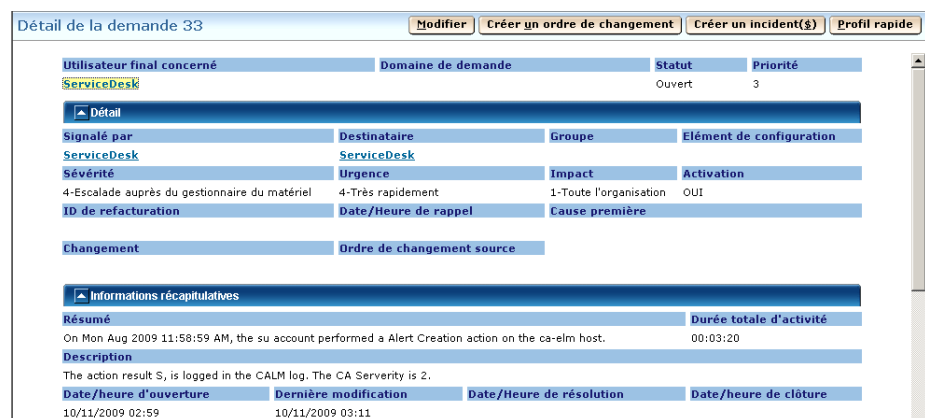 Détail de la demande 33 Modifier Créer un ordre de changement Créer un incident($) Profil rapide
Utilisateur final concerné Domaine de demande Statut Priorité
ServiceDesk Ouvert 3
Détail
Signalé par Destinataire Groupe Elément de configuration
ServiceDesk ServiceDesk
Sévérité Urgence Impact Activation
4-Escalade auprès du gestionnaire du matériel 4-Très rapidement 1-Toute l'organisation OUI
ID de refacturation Date/Heure de rappel Cause première
Changement Ordre de changement source
Informations récapitulatives
Résumé Durée totale d'activité
On Mon Aug 2009 11:58:59 AM, the su account performed a Alert Creation action on the ca-elm host. 00:03:20
Description
The action result S, is logged in the CALM log. The CA Serverity is 2.
Date/heure d'ouverture Dernière modification Date/Heure de résolution Date/heure de clôture
10/11/2009 02:59 10/11/2009 03:11